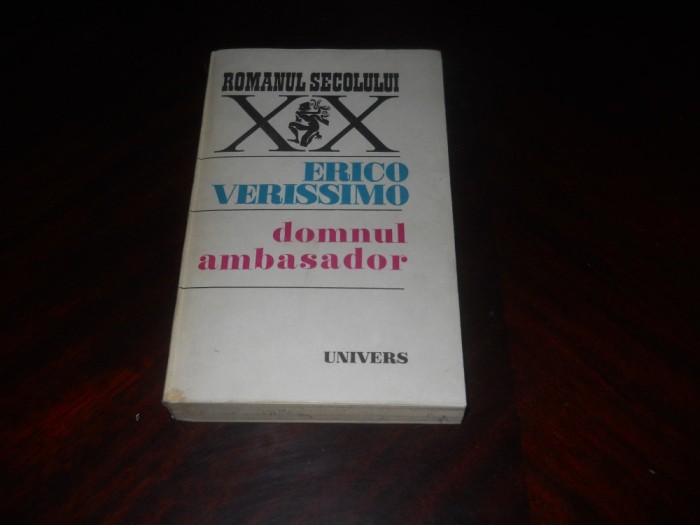 ROMANUL SECOLULUI
XX
ERICO
VERISSIMO
domnul
ambasador
UNIVERS